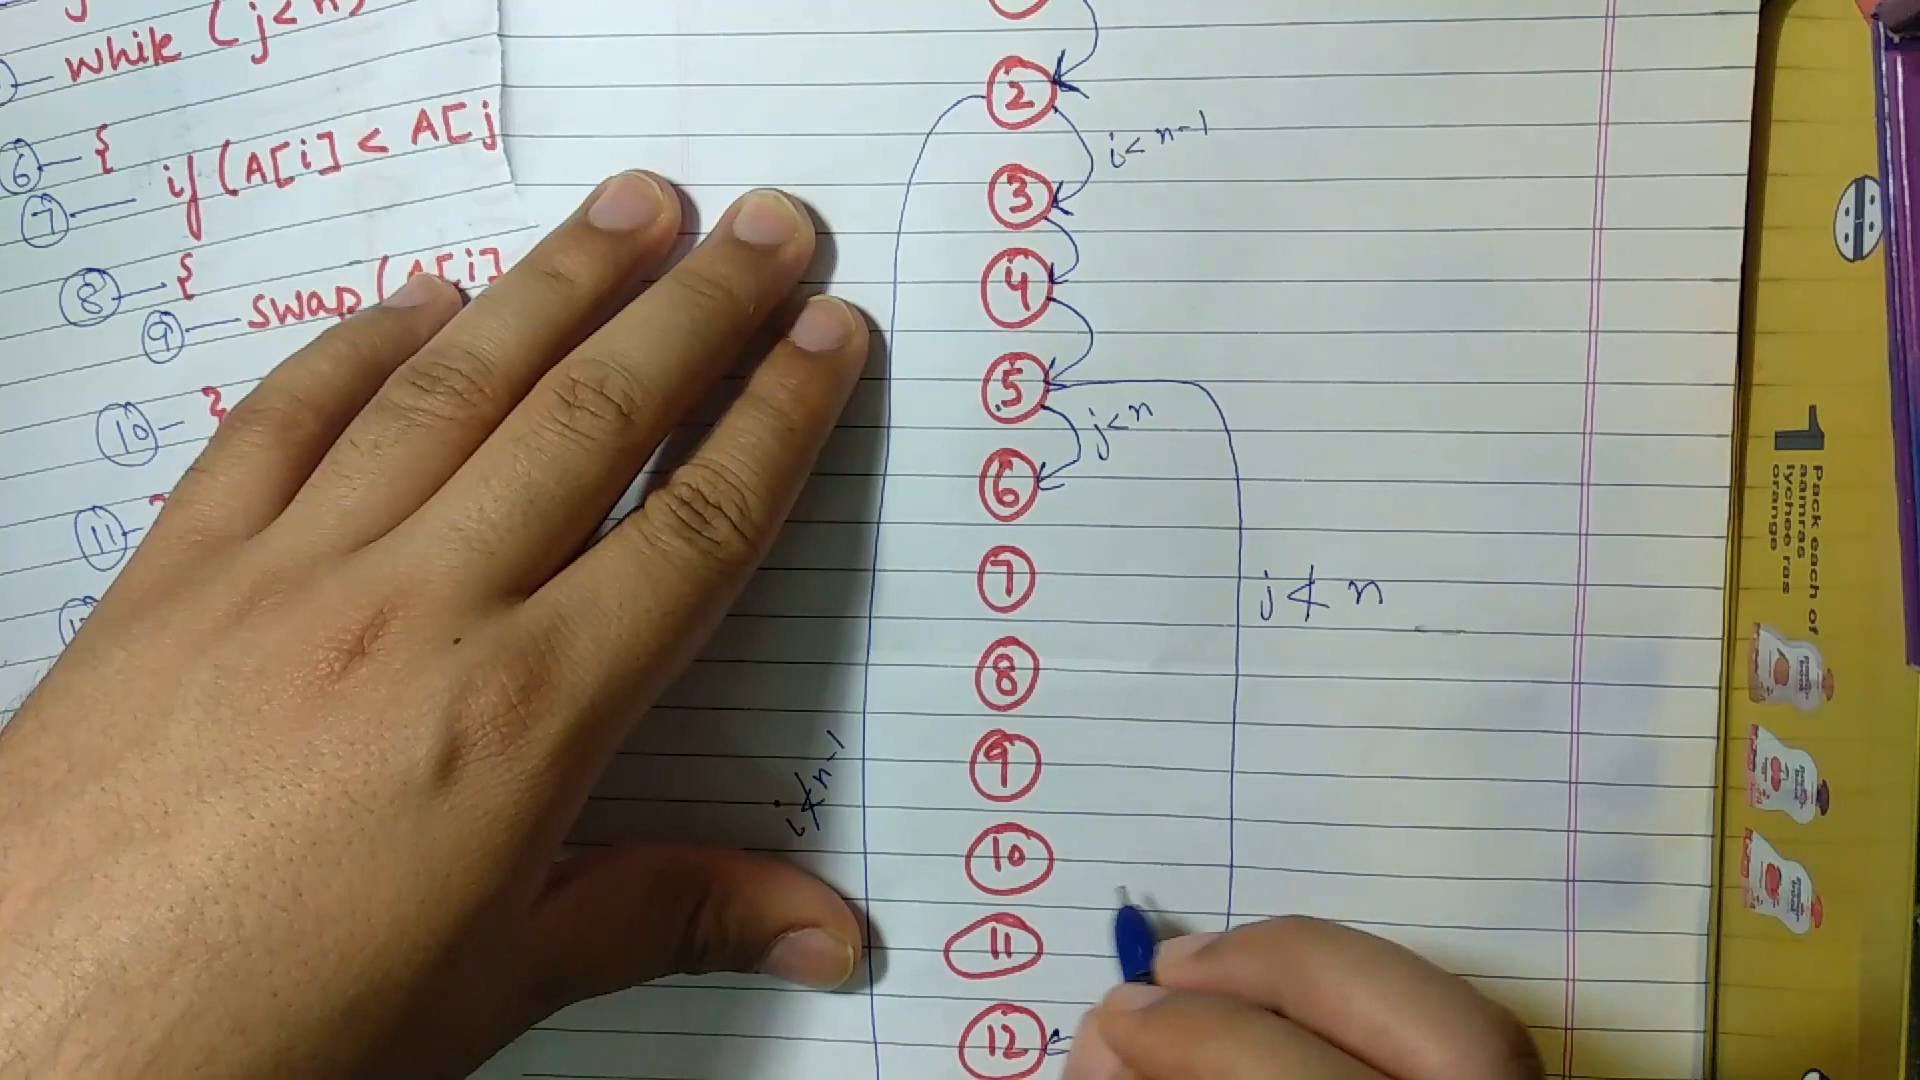 while (j<n)
6 - {
7 - if (A[i] < A[j
8 - {
9 - swap (A[i]
10 - }
11 -
2
i<n-1
3
4
5
j<n
6
7
j≮n
8
9
i≮n-1
10
11
12
1
Pack each of
aamras
lychee ras
orange